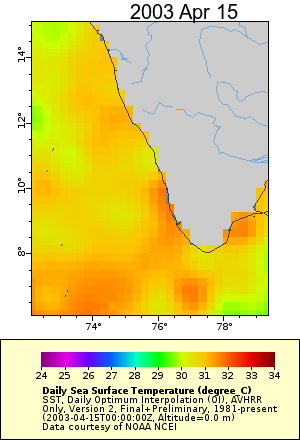 2003 Apr 15
14°
12°
10°
8°
74° 76° 78°
24 25 26 27 28 29 30 31 32 33 34
Daily Sea Surface Temperature (degree_C)
SST, Daily Optimum Interpolation (OI), AVHRR
Only, Version 2, Final+Preliminary, 1981-present
(2003-04-15T00:00:00Z, Altitude=0.0 m)
Data courtesy of NOAA NCEI